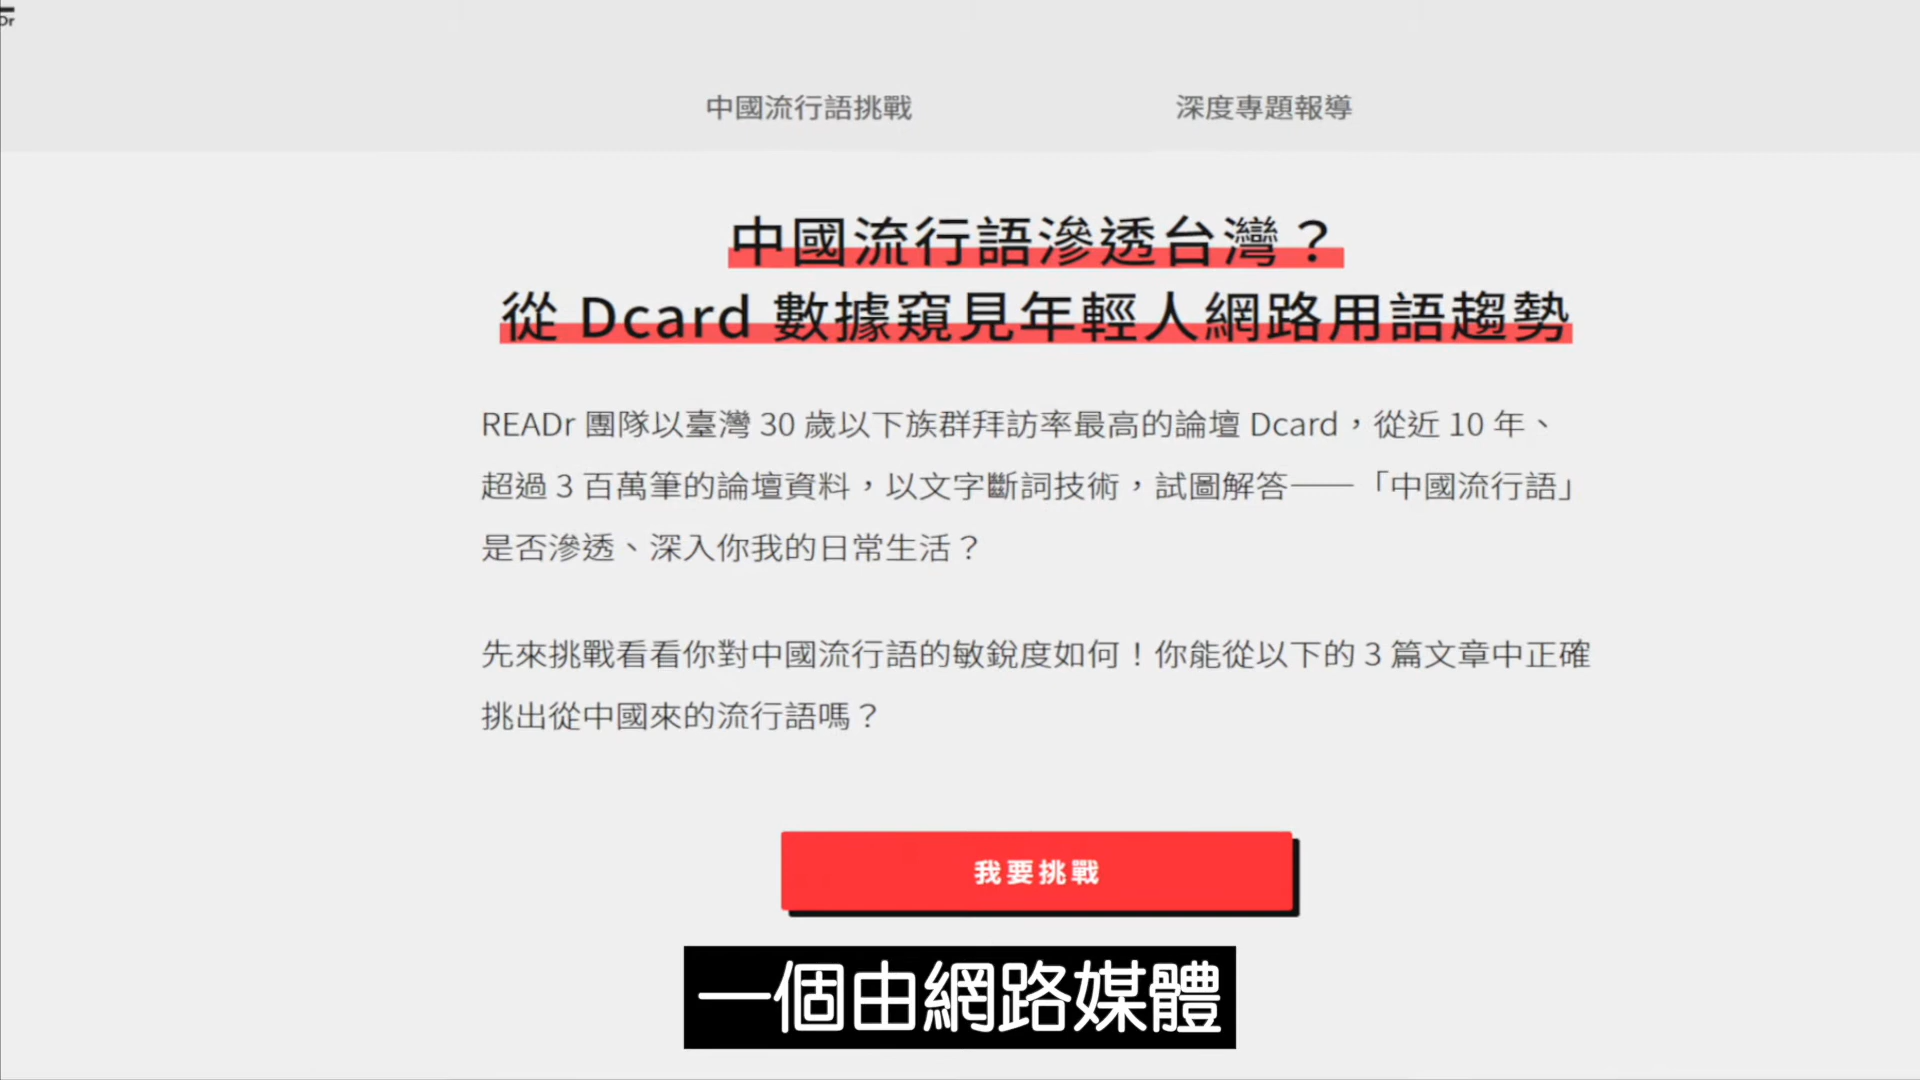 中國流行語挑戰
深度專題報導
中國流行語滲透台灣？
從 Dcard 數據窺見年輕人網路用語趨勢
READr 團隊以臺灣 30 歲以下族群拜訪率最高的論壇 Dcard，從近 10 年、
超過 3 百萬筆的論壇資料，以文字斷詞技術，試圖解答——「中國流行語」
是否滲透、深入你我的日常生活？
先來挑戰看看你對中國流行語的敏銳度如何！你能從以下的 3 篇文章中正確
挑出從中國來的流行語嗎？
我要挑戰
一個由網路媒體